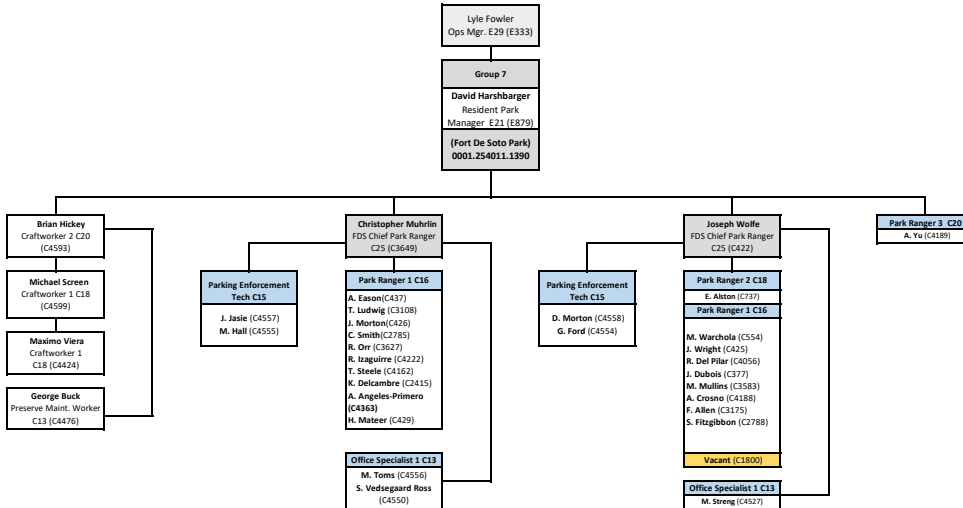 Lyle Fowler
Ops Mgr. E29 (E333)
Group 7
David Harshbarger
Resident Park
Manager E21 (E879)
(Fort De Soto Park)
0001.254011.1390
Brian Hickey
Craftworker 2 C20
(C4593)
Michael Screen
Craftworker 1 C18
(C4599)
Maximo Viera
Craftworker 1
C18 (C4424)
George Buck
Preserve Maint. Worker
C13 (C4476)
Christopher Muhrlin
FDS Chief Park Ranger
C25 (C3649)
Parking Enforcement
Tech C15
J. Jasie (C4557)
M. Hall (C4555)
Park Ranger 1 C16
A. Eason(C437)
T. Ludwig (C3108)
J. Morton(C426)
C. Smith(C2785)
R. Orr (C3627)
R. Izaguirre (C4222)
T. Steele (C4162)
K. Delcambre (C2415)
A. Angeles-Primero
(C4363)
H. Mateer (C429)
Office Specialist 1 C13
M. Toms (C4556)
S. Vedsegaard Ross
(C4550)
Joseph Wolfe
FDS Chief Park Ranger
C25 (C422)
Parking Enforcement
Tech C15
D. Morton (C4558)
G. Ford (C4554)
Park Ranger 2 C18
E. Alston (C737)
Park Ranger 1 C16
M. Warchola (C554)
J. Wright (C425)
R. Del Pilar (C4056)
J. Dubois (C377)
M. Mullins (C3583)
A. Crosno (C4188)
F. Allen (C3175)
S. Fitzgibbon (C2788)
Vacant (C1800)
Office Specialist 1 C13
M. Streng (C4527)
Park Ranger 3 C20
A. Yu (C4189)